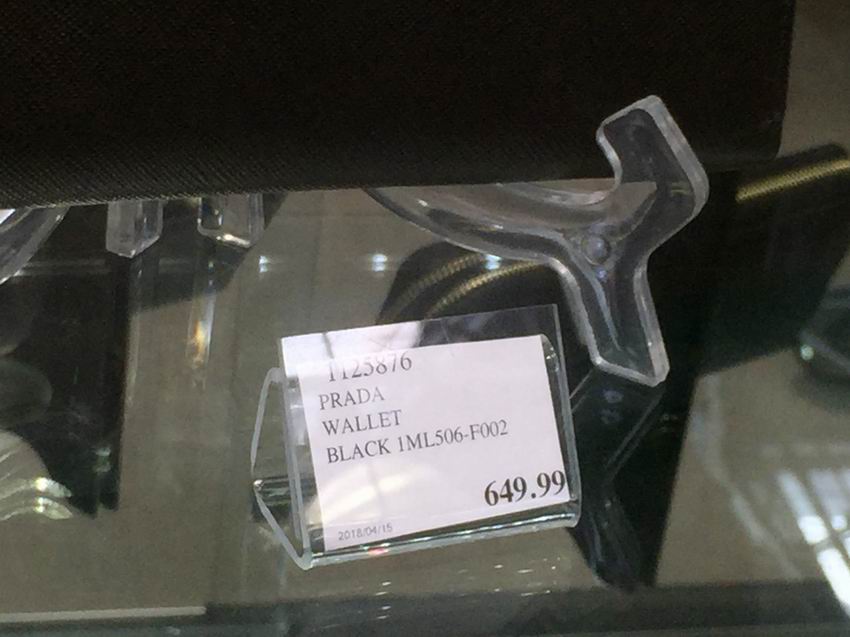 1125876
PRADA
WALLET
BLACK 1ML506-F002
649.99
2018/04/15